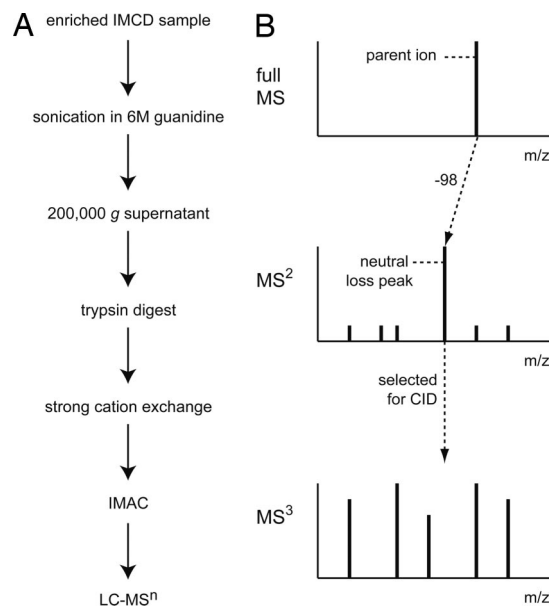 A
enriched IMCD sample
sonication in 6M guanidine
200,000 g supernatant
trypsin digest
strong cation exchange
IMAC
LC-MSⁿ
B
full
MS
parent ion
m/z
-98
MS²
neutral
loss peak
m/z
selected
for CID
MS³
m/z